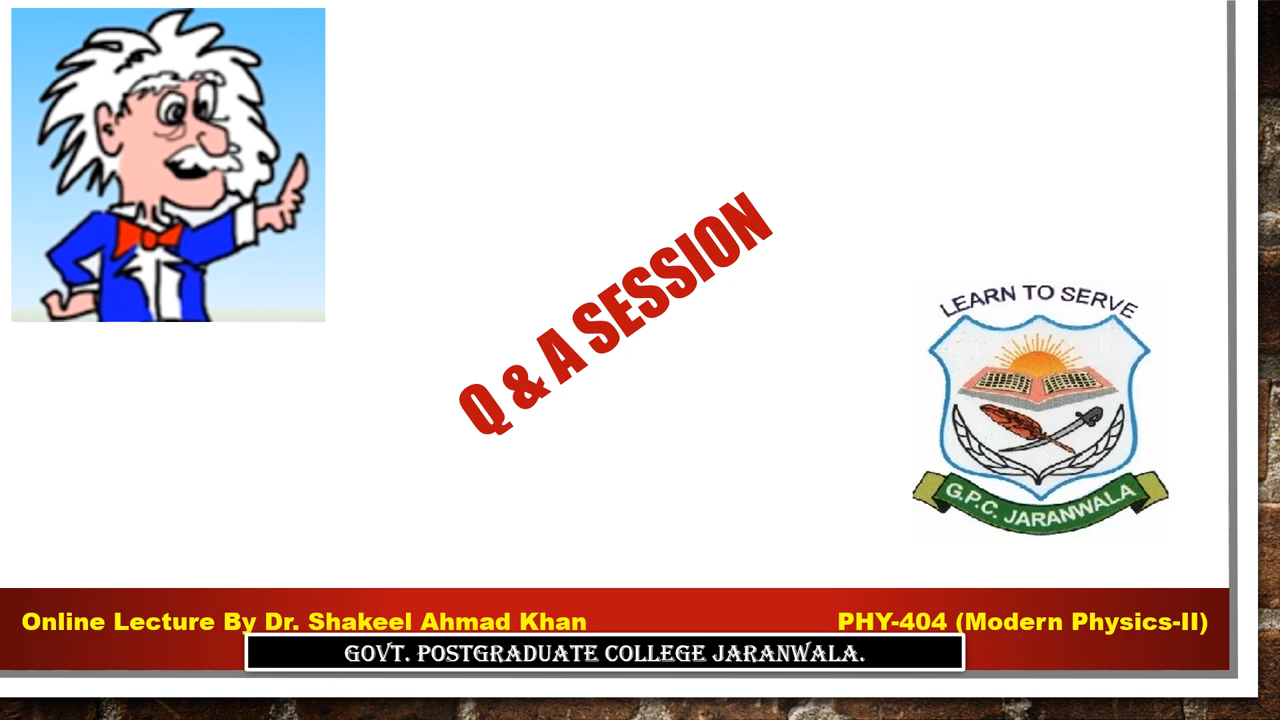 Q & A SESSION
LEARN TO SERVE
G.P.C. JARANWALA
Online Lecture By Dr. Shakeel Ahmad Khan
PHY-404 (Modern Physics-II)
GOVT. POSTGRADUATE COLLEGE JARANWALA.